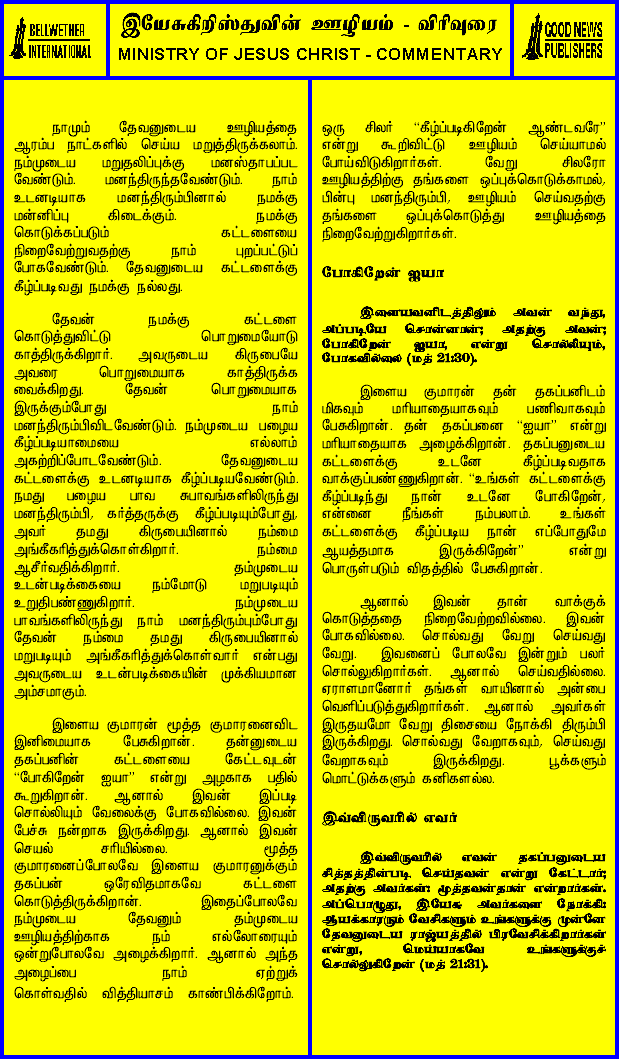 BELLWETHER
INTERNATIONAL
இயேசுகிறிஸ்துவின் ஊழியம் - விரிவுரை
MINISTRY OF JESUS CHRIST - COMMENTARY
GOOD NEWS
PUBLISHERS
நாமும் தேவனுடைய ஊழியத்தை
ஆரம்ப நாட்களில் செய்ய மறுத்திருக்கலாம்.
நம்முடைய மறுதலிப்புக்கு மனஸ்தாபப்பட
வேண்டும். மனந்திருந்தவேண்டும். நாம்
உடனடியாக மனந்திரும்பினால் நமக்கு
மன்னிப்பு கிடைக்கும். நமக்கு
கொடுக்கப்படும் கட்டளையை
நிறைவேற்றுவதற்கு நாம் புறப்பட்டுப்
போகவேண்டும். தேவனுடைய கட்டளைக்கு
கீழ்ப்படிவது நமக்கு நல்லது.
தேவன் நமக்கு கட்டளை
கொடுத்துவிட்டு பொறுமையோடு
காத்திருக்கிறார். அவருடைய கிருபையே
அவரை பொறுமையாக காத்திருக்க
வைக்கிறது. தேவன் பொறுமையாக
இருக்கும்போது நாம்
மனந்திரும்பிவிடவேண்டும். நம்முடைய பழைய
கீழ்ப்படியாமையை எல்லாம்
அகற்றிப்போடவேண்டும். தேவனுடைய
கட்டளைக்கு உடனடியாக கீழ்ப்படியவேண்டும்.
நமது பழைய பாவ சுபாவங்களிலிருந்து
மனந்திரும்பி, கர்த்தருக்கு கீழ்ப்படியும்போது,
அவர் தமது கிருபையினால் நம்மை
அங்கீகரித்துக்கொள்கிறார். நம்மை
ஆசீர்வதிக்கிறார். தம்முடைய
உடன்படிக்கையை நம்மோடு மறுபடியும்
உறுதிபண்ணுகிறார். நம்முடைய
பாவங்களிலிருந்து நாம் மனந்திரும்பும்போது
தேவன் நம்மை தமது கிருபையினால்
மறுபடியும் அங்கீகரித்துக்கொள்வார் என்பது
அவருடைய உடன்படிக்கையின் முக்கியமான
அம்சமாகும்.
இளைய குமாரன் மூத்த குமாரனைவிட
இனிமையாக பேசுகிறான். தன்னுடைய
தகப்பனின் கட்டளையை கேட்டவுடன்
“போகிறேன் ஐயா” என்று அழகாக பதில்
கூறுகிறான். ஆனால் இவன் இப்படி
சொல்லியும் வேலைக்கு போகவில்லை. இவன்
பேச்சு நன்றாக இருக்கிறது. ஆனால் இவன்
செயல் சரியில்லை. மூத்த
குமாரனைப்போலவே இளைய குமாரனுக்கும்
தகப்பன் ஒரேவிதமாகவே கட்டளை
கொடுத்திருக்கிறான். இதைப்போலவே
நம்முடைய தேவனும் தம்முடைய
ஊழியத்திற்காக நம் எல்லோரையும்
ஒன்றுபோலவே அழைக்கிறார். ஆனால் அந்த
அழைப்பை நாம் ஏற்றுக்
கொள்வதில் வித்தியாசம் காண்பிக்கிறோம்.
ஒரு சிலர் “கீழ்ப்படிகிறேன் ஆண்டவரே”
என்று கூறிவிட்டு ஊழியம் செய்யாமல்
போய்விடுகிறார்கள். வேறு சிலரோ
ஊழியத்திற்கு தங்களை ஒப்புக்கொடுக்காமல்,
பின்பு மனந்திரும்பி, ஊழியம் செய்வதற்கு
தங்களை ஒப்புக்கொடுத்து ஊழியத்தை
நிறைவேற்றுகிறார்கள்.
போகிறேன் ஐயா
இளையவனிடத்திலும் அவன் வந்து,
அப்படியே சொன்னான்; அதற்கு அவன்;
போகிறேன் ஐயா, என்று சொல்லியும்,
போகவில்லை (மத் 21:30).
இளைய குமாரன் தன் தகப்பனிடம்
மிகவும் மரியாதையாகவும் பணிவாகவும்
பேசுகிறான். தன் தகப்பனை “ஐயா” என்று
மரியாதையாக அழைக்கிறான். தகப்பனுடைய
கட்டளைக்கு உடனே கீழ்ப்படிவதாக
வாக்குப்பண்ணுகிறான். “உங்கள் கட்டளைக்கு
கீழ்ப்படிந்து நான் உடனே போகிறேன்,
என்னை நீங்கள் நம்பலாம். உங்கள்
கட்டளைக்கு கீழ்ப்படிய நான் எப்போதுமே
ஆயத்தமாக இருக்கிறேன்” என்று
பொருள்படும் விதத்தில் பேசுகிறான்.
ஆனால் இவன் தான் வாக்குக்
கொடுத்ததை நிறைவேற்றவில்லை. இவன்
போகவில்லை. சொல்வது வேறு செய்வது
வேறு. இவனைப் போலவே இன்றும் பலர்
சொல்லுகிறார்கள். ஆனால் செய்வதில்லை.
ஏராளமானோர் தங்கள் வாயினால் அன்பை
வெளிப்படுத்துகிறார்கள். ஆனால் அவர்கள்
இருதயமோ வேறு திசையை நோக்கி திரும்பி
இருக்கிறது. சொல்வது வேறாகவும், செய்வது
வேறாகவும் இருக்கிறது. பூக்களும்
மொட்டுக்களும் கனிகளல்ல.
இவ்விருவரில் எவர்
இவ்விருவரில் எவன் தகப்பனுடைய
சித்தத்தின்படி செய்தவன் என்று கேட்டார்;
அதற்கு அவர்கள்: மூத்தவன்தான் என்றார்கள்.
அப்பொழுது, இயேசு அவர்களை நோக்கி:
ஆயக்காரரும் வேசிகளும் உங்களுக்கு முன்னே
தேவனுடைய ராஜ்யத்தில் பிரவேசிக்கிறார்கள்
என்று, மெய்யாகவே உங்களுக்குச்
சொல்லுகிறேன் (மத் 21:31).